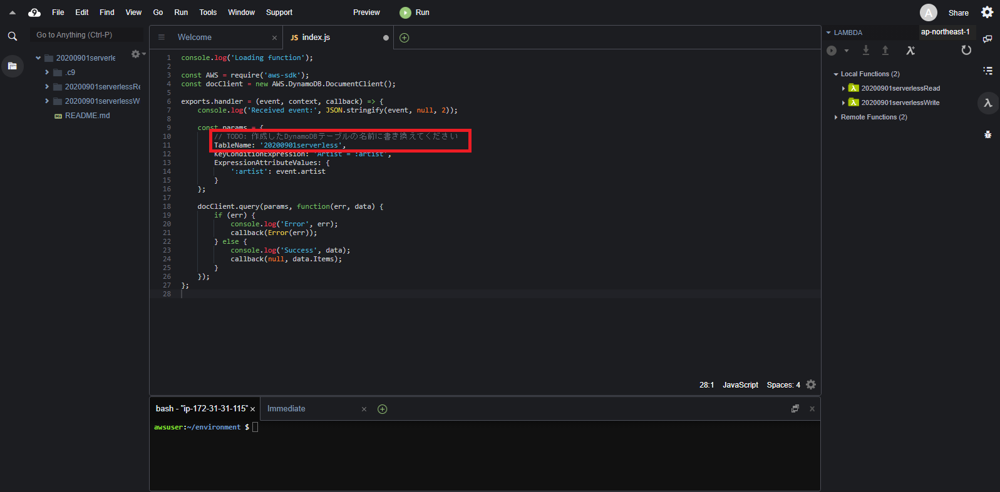 File Edit Find View Go Run Tools Window Support Preview Run A Share
Go to Anything (Ctrl-P)
20200901serverle
.c9
20200901serverlessRe
20200901serverlessW
README.md
Welcome
JS index.js
1 console.log('Loading function');
2
3 const AWS = require('aws-sdk');
4 const docClient = new AWS.DynamoDB.DocumentClient();
5
6 exports.handler = (event, context, callback) => {
7 console.log('Received event:', JSON.stringify(event, null, 2));
8
9 const params = {
10 // TODO: 作成したDynamoDBテーブルの名前に書き換えてください
11 TableName: '20200901serverless',
12 KeyConditionExpression: 'Artist = :artist',
13 ExpressionAttributeValues: {
14 ':artist': event.artist
15 }
16 };
17
18 docClient.query(params, function(err, data) {
19 if (err) {
20 console.log('Error', err);
21 callback(Error(err));
22 } else {
23 console.log('Success', data);
24 callback(null, data.Items);
25 }
26 });
27 };
28
28:1 JavaScript Spaces: 4
bash - "ip-172-31-31-115" Immediate
awsuser:~/environment $
LAMBDA ap-northeast-1
Local Functions (2)
20200901serverlessRead
20200901serverlessWrite
Remote Functions (2)